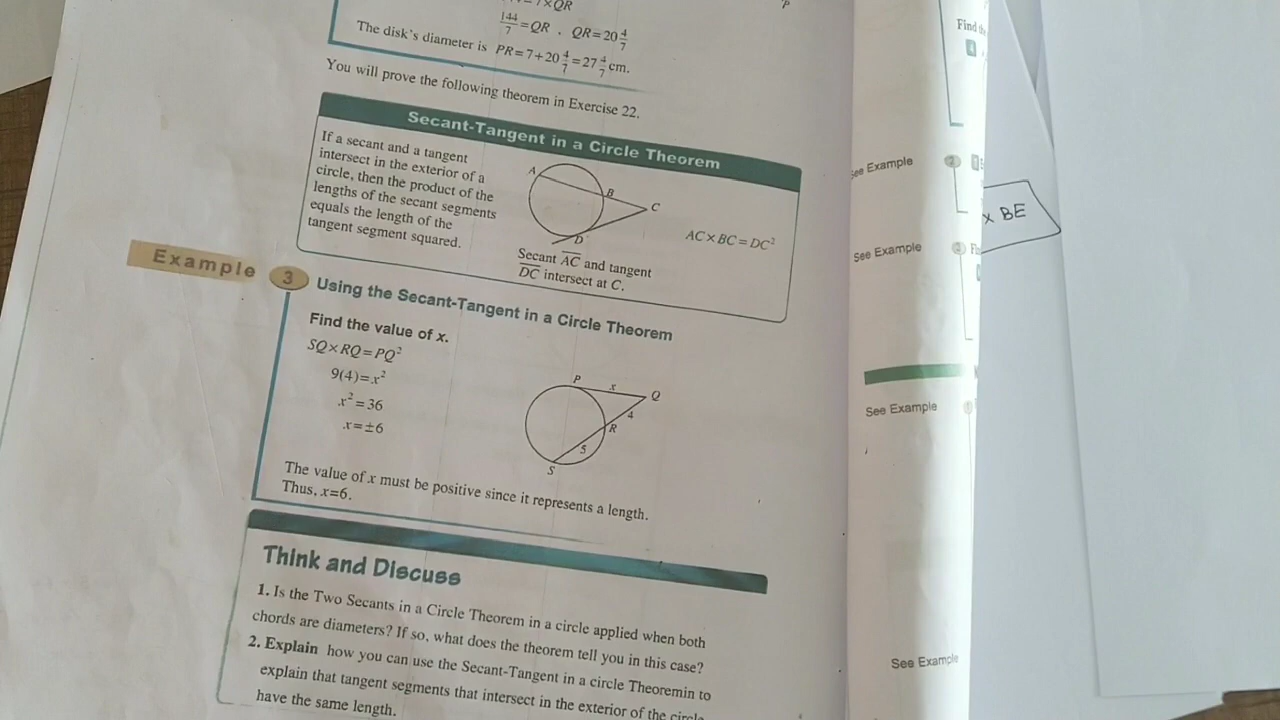 7×QR
144/7 =QR . QR=20 4/7
The disk's diameter is PR=7+20 4/7=27 4/7 cm.
You will prove the following theorem in Exercise 22.
Secant-Tangent in a Circle Theorem
If a secant and a tangent
intersect in the exterior of a
circle, then the product of the
lengths of the secant segments
equals the length of the
tangent segment squared.
A
B
C
D
Secant AC and tangent
DC intersect at C.
AC×BC=DC²
Example 3 Using the Secant-Tangent in a Circle Theorem
Find the value of x.
SQ×RQ=PQ²
9(4)=x²
x²=36
x=±6
P
x
Q
4
R
5
S
The value of x must be positive since it represents a length.
Thus, x=6.
Think and Discuss
1. Is the Two Secants in a Circle Theorem in a circle applied when both
chords are diameters? If so, what does the theorem tell you in this case?
2. Explain how you can use the Secant-Tangent in a circle Theoremin to
explain that tangent segments that intersect in the exterior of the circle
have the same length.
P
Find
4
See Example
2
See Example
See Example
See Example
x BE